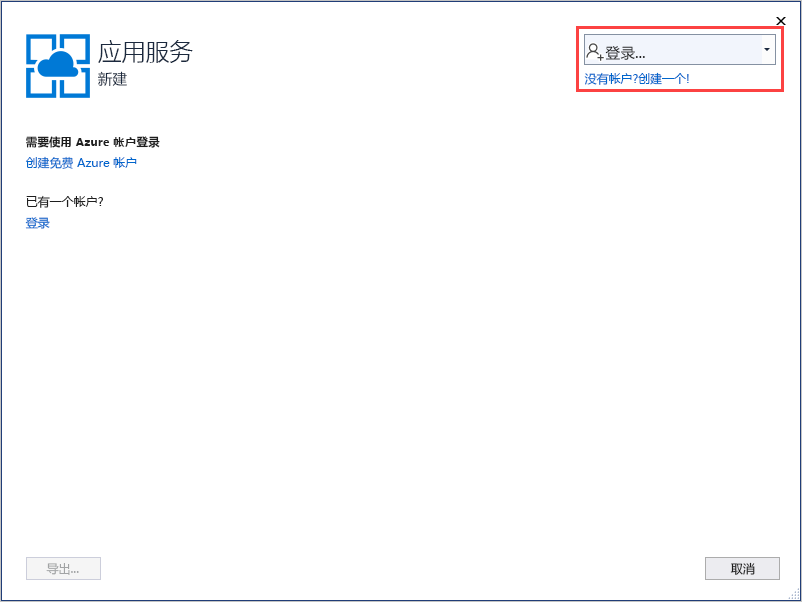 应用服务
新建
登录...
没有帐户?创建一个!
需要使用 Azure 帐户登录
创建免费 Azure 帐户
已有一个帐户?
登录
导出...
取消